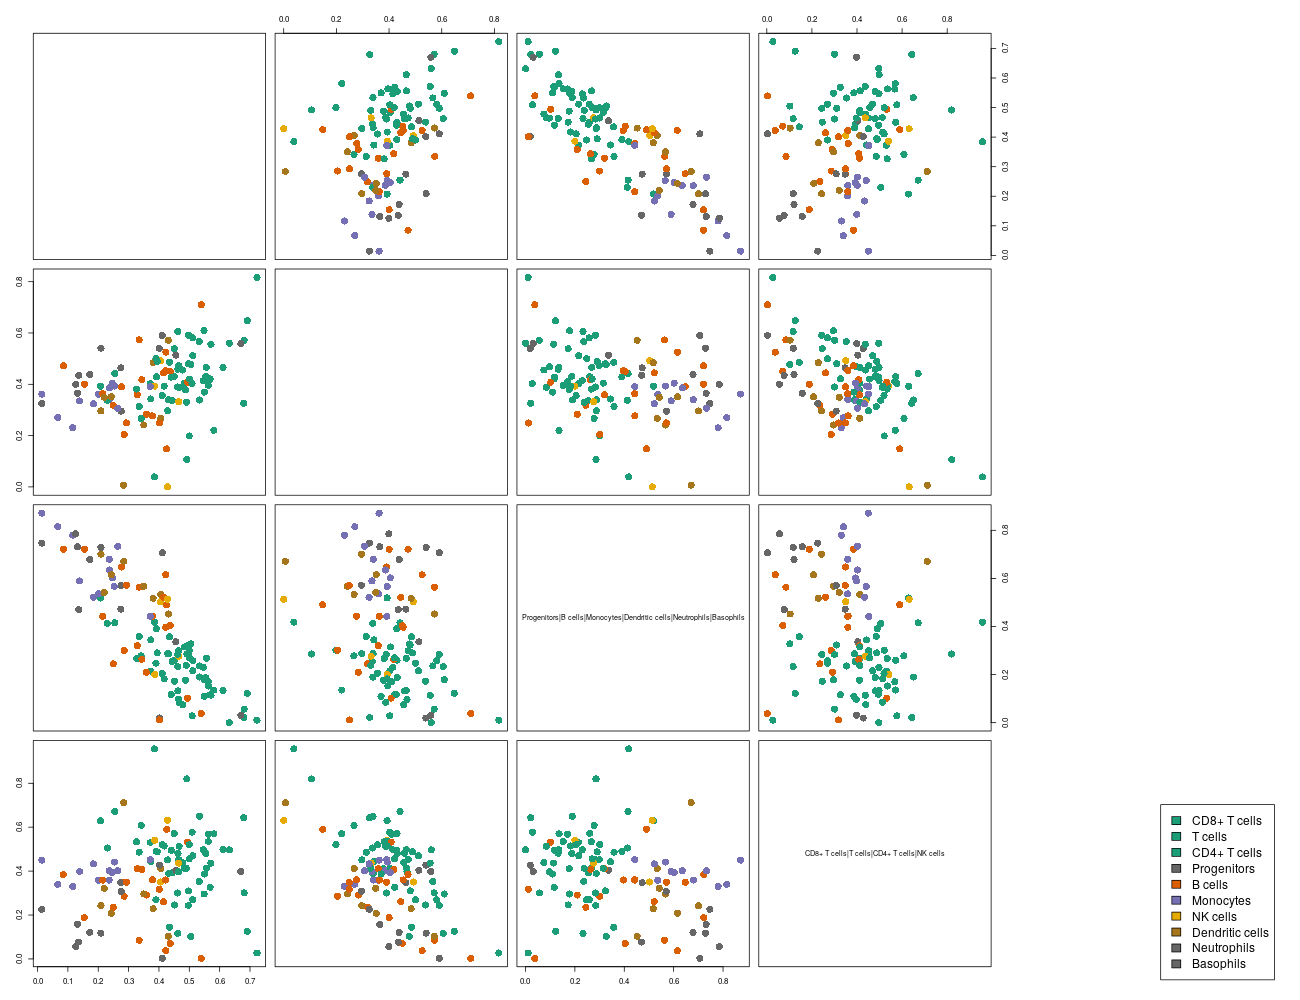 0.0 0.2 0.4 0.6 0.8
0.0 0.2 0.4 0.6 0.8
0.0 0.1 0.2 0.3 0.4 0.5 0.6 0.7
0.0 0.2 0.4 0.6 0.8
Progenitors|B cells|Monocytes|Dendritic cells|Neutrophils|Basophils
0.0 0.2 0.4 0.6 0.8
CD8+ T cells|T cells|CD4+ T cells|NK cells
0.0 0.2 0.4 0.6 0.8
0.0 0.1 0.2 0.3 0.4 0.5 0.6 0.7
0.0 0.2 0.4 0.6 0.8
CD8+ T cells
T cells
CD4+ T cells
Progenitors
B cells
Monocytes
NK cells
Dendritic cells
Neutrophils
Basophils